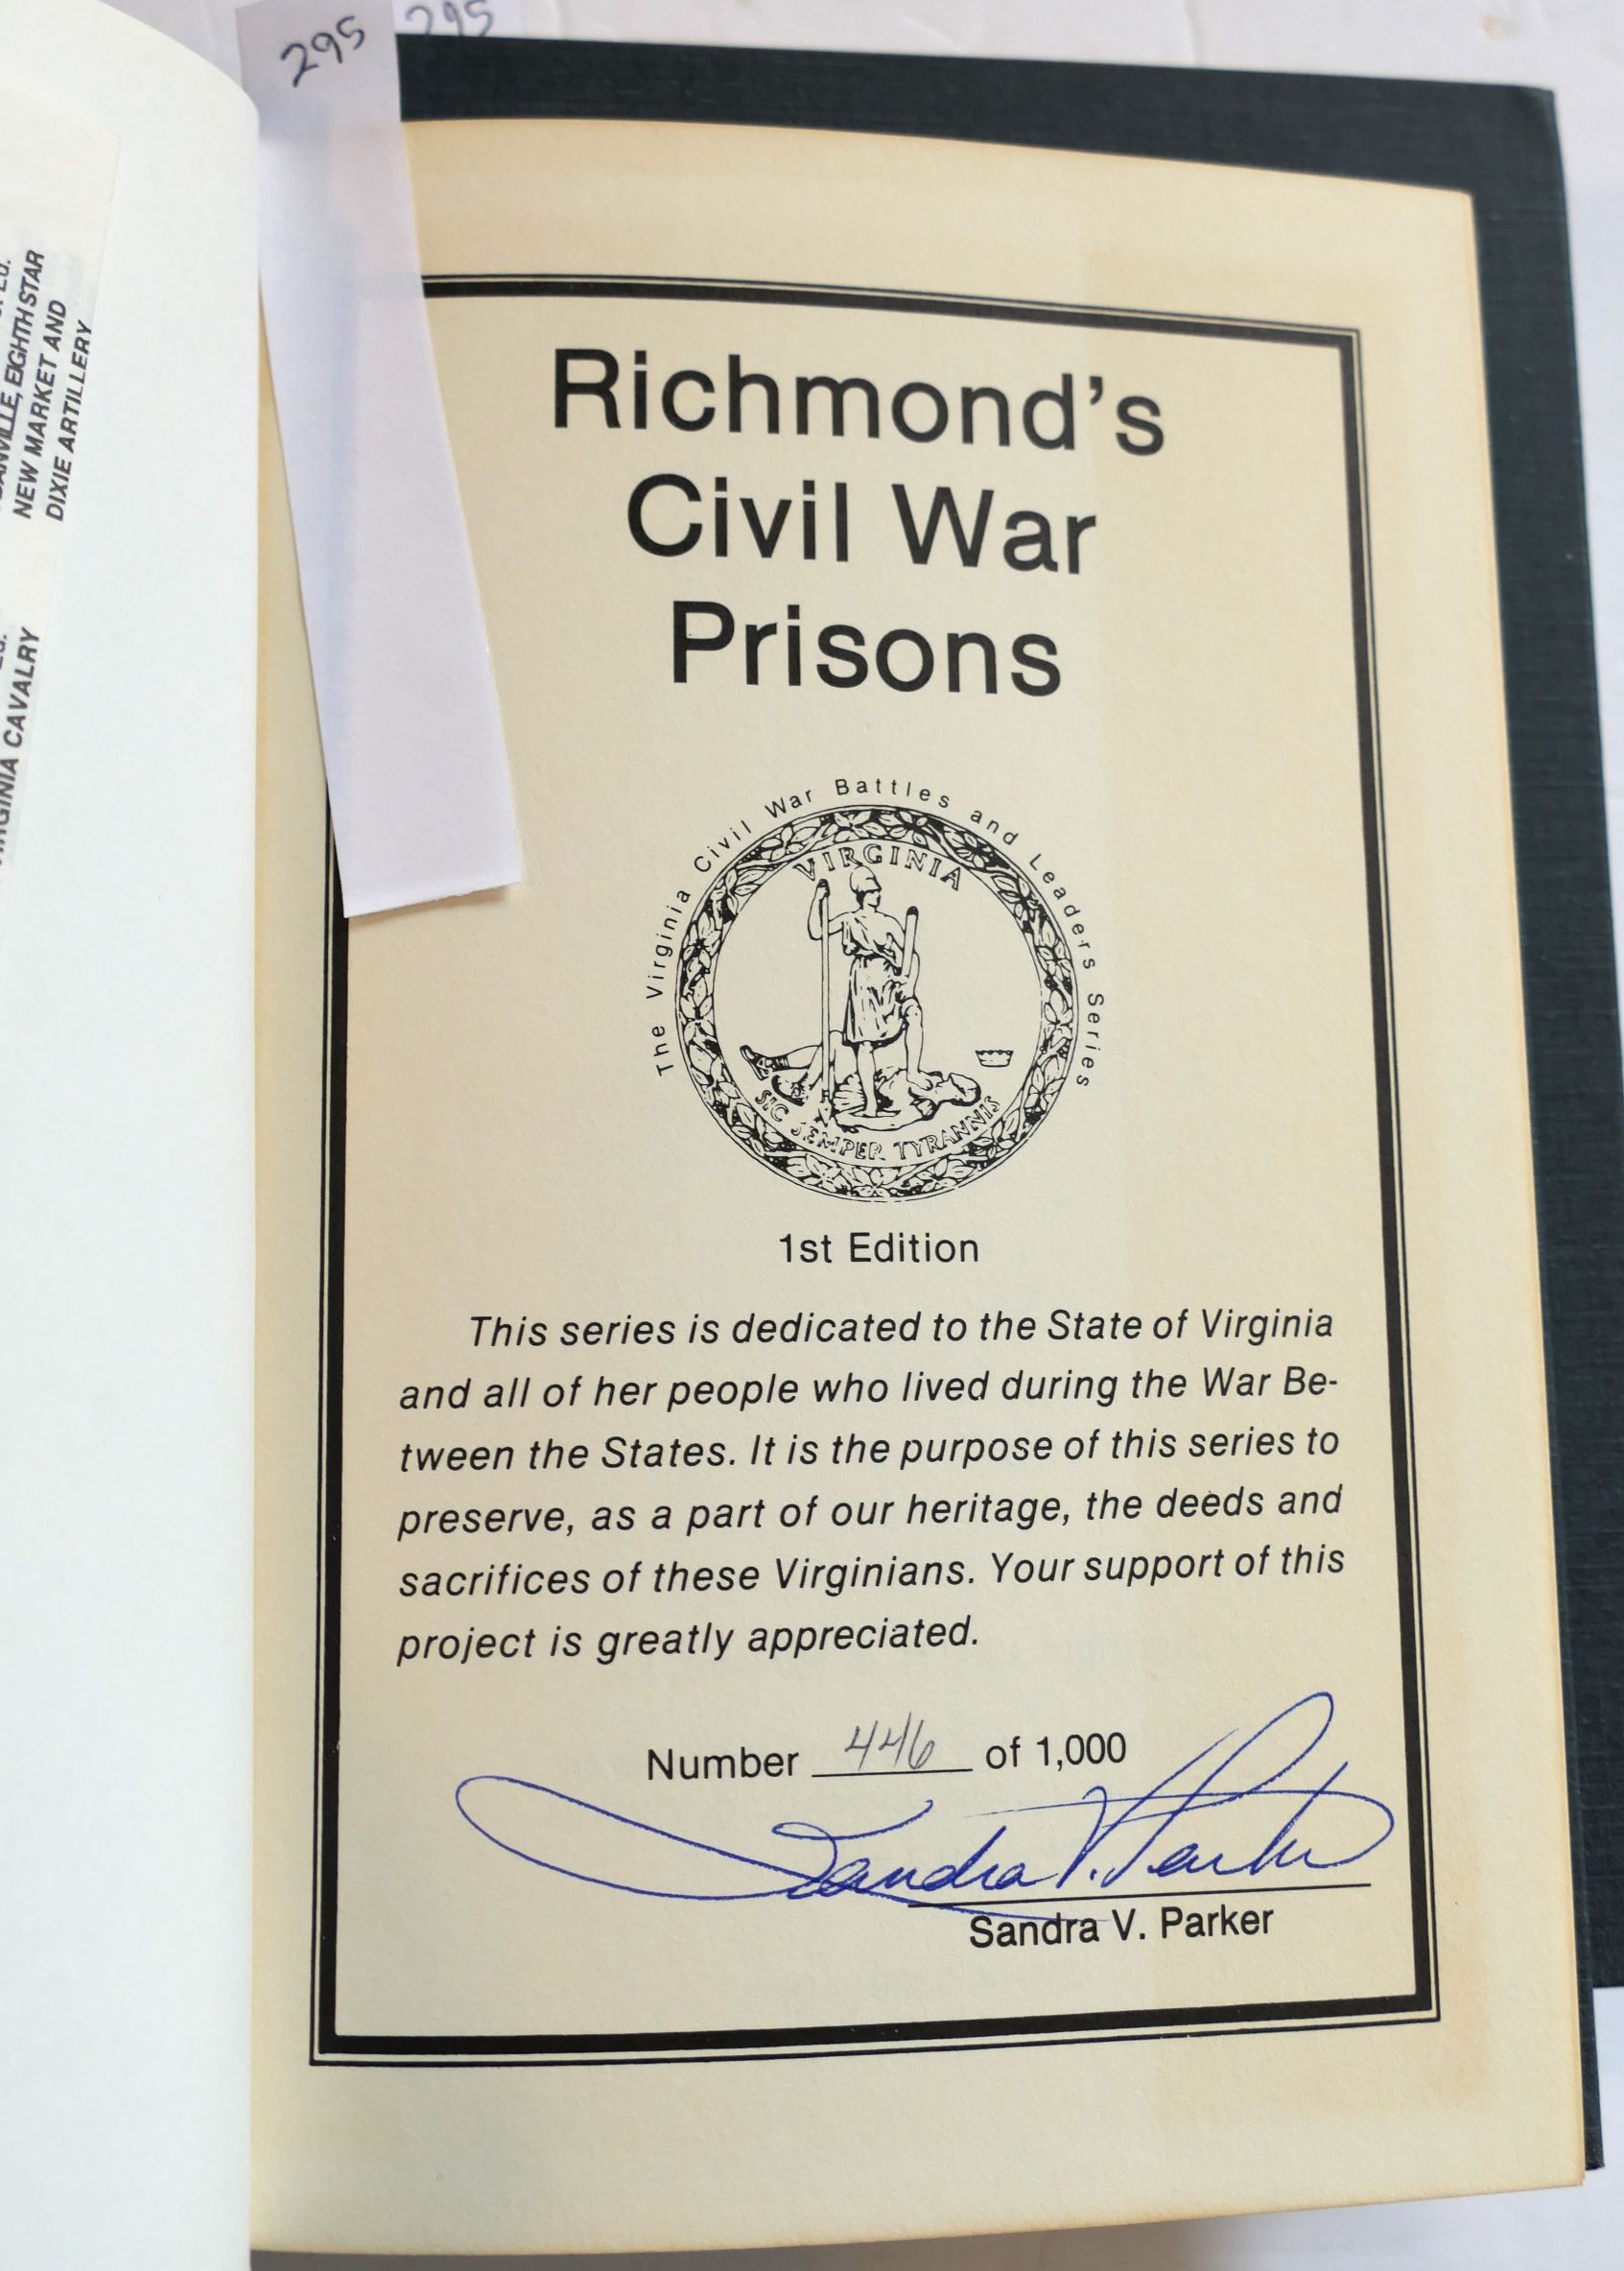 295
295
EIGHTH STAR
NEW MARKET AND
DIXIE ARTILLERY
CAVALRY
Richmond's
Civil War
Prisons
The Virginia Civil War Battles and Leaders Series
VIRGINIA
SIC SEMPER TYRANNIS
1st Edition
This series is dedicated to the State of Virginia
and all of her people who lived during the War Be-
tween the States. It is the purpose of this series to
preserve, as a part of our heritage, the deeds and
sacrifices of these Virginians. Your support of this
project is greatly appreciated.
Number 446 of 1,000
Sandra V. Parker
Sandra V. Parker